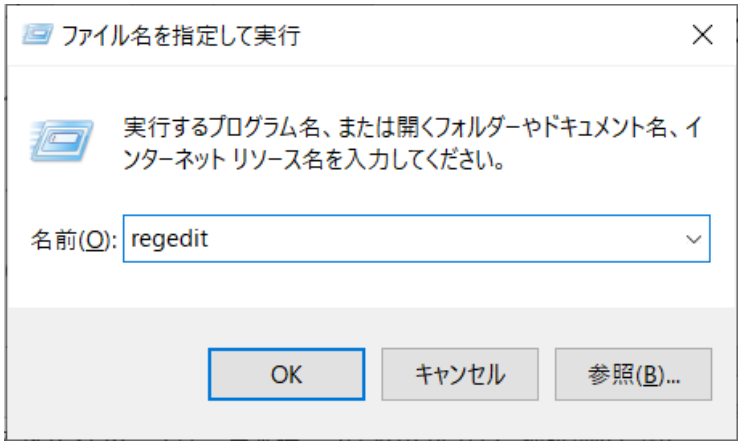 ファイル名を指定して実行
実行するプログラム名、または開くフォルダーやドキュメント名、イ
ンターネット リソース名を入力してください。
名前(O): regedit
OK キャンセル 参照(B)...